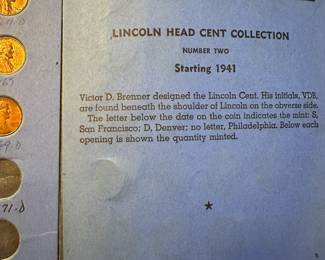 LINCOLN HEAD CENT COLLECTION
NUMBER TWO
Starting 1941
Victor D. Brenner designed the Lincoln Cent. His initials, VDB,
are found beneath the shoulder of Lincoln on the obverse side.
The letter below the date on the coin indicates the mint: S,
San Francisco; D, Denver; no letter, Philadelphia. Below each
opening is shown the quantity minted.
71-D